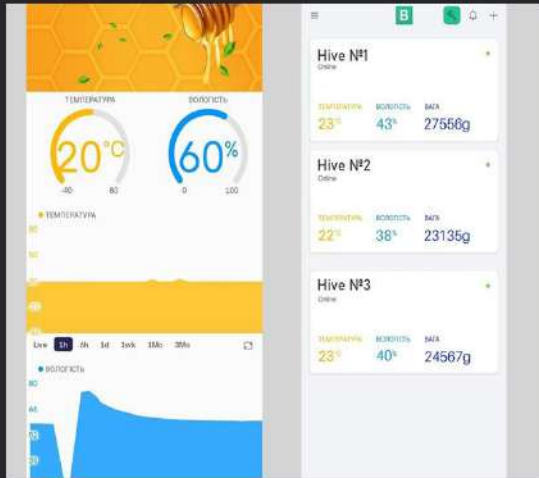 ТЕМПЕРАТУРА ВОЛОГІСТЬ
20°C 60%
-40 80 0 100
ТЕМПЕРАТУРА
Live 1h 6h 1d 1wk 1Mo 3Mo
ВОЛОГІСТЬ
80
B
Hive №1
Online
ТЕМПЕРАТУРА ВОЛОГІСТЬ ВАГА
23°C 43% 27556g
Hive №2
Online
ТЕМПЕРАТУРА ВОЛОГІСТЬ ВАГА
22°C 38% 23135g
Hive №3
Online
ТЕМПЕРАТУРА ВОЛОГІСТЬ ВАГА
23°C 40% 24567g